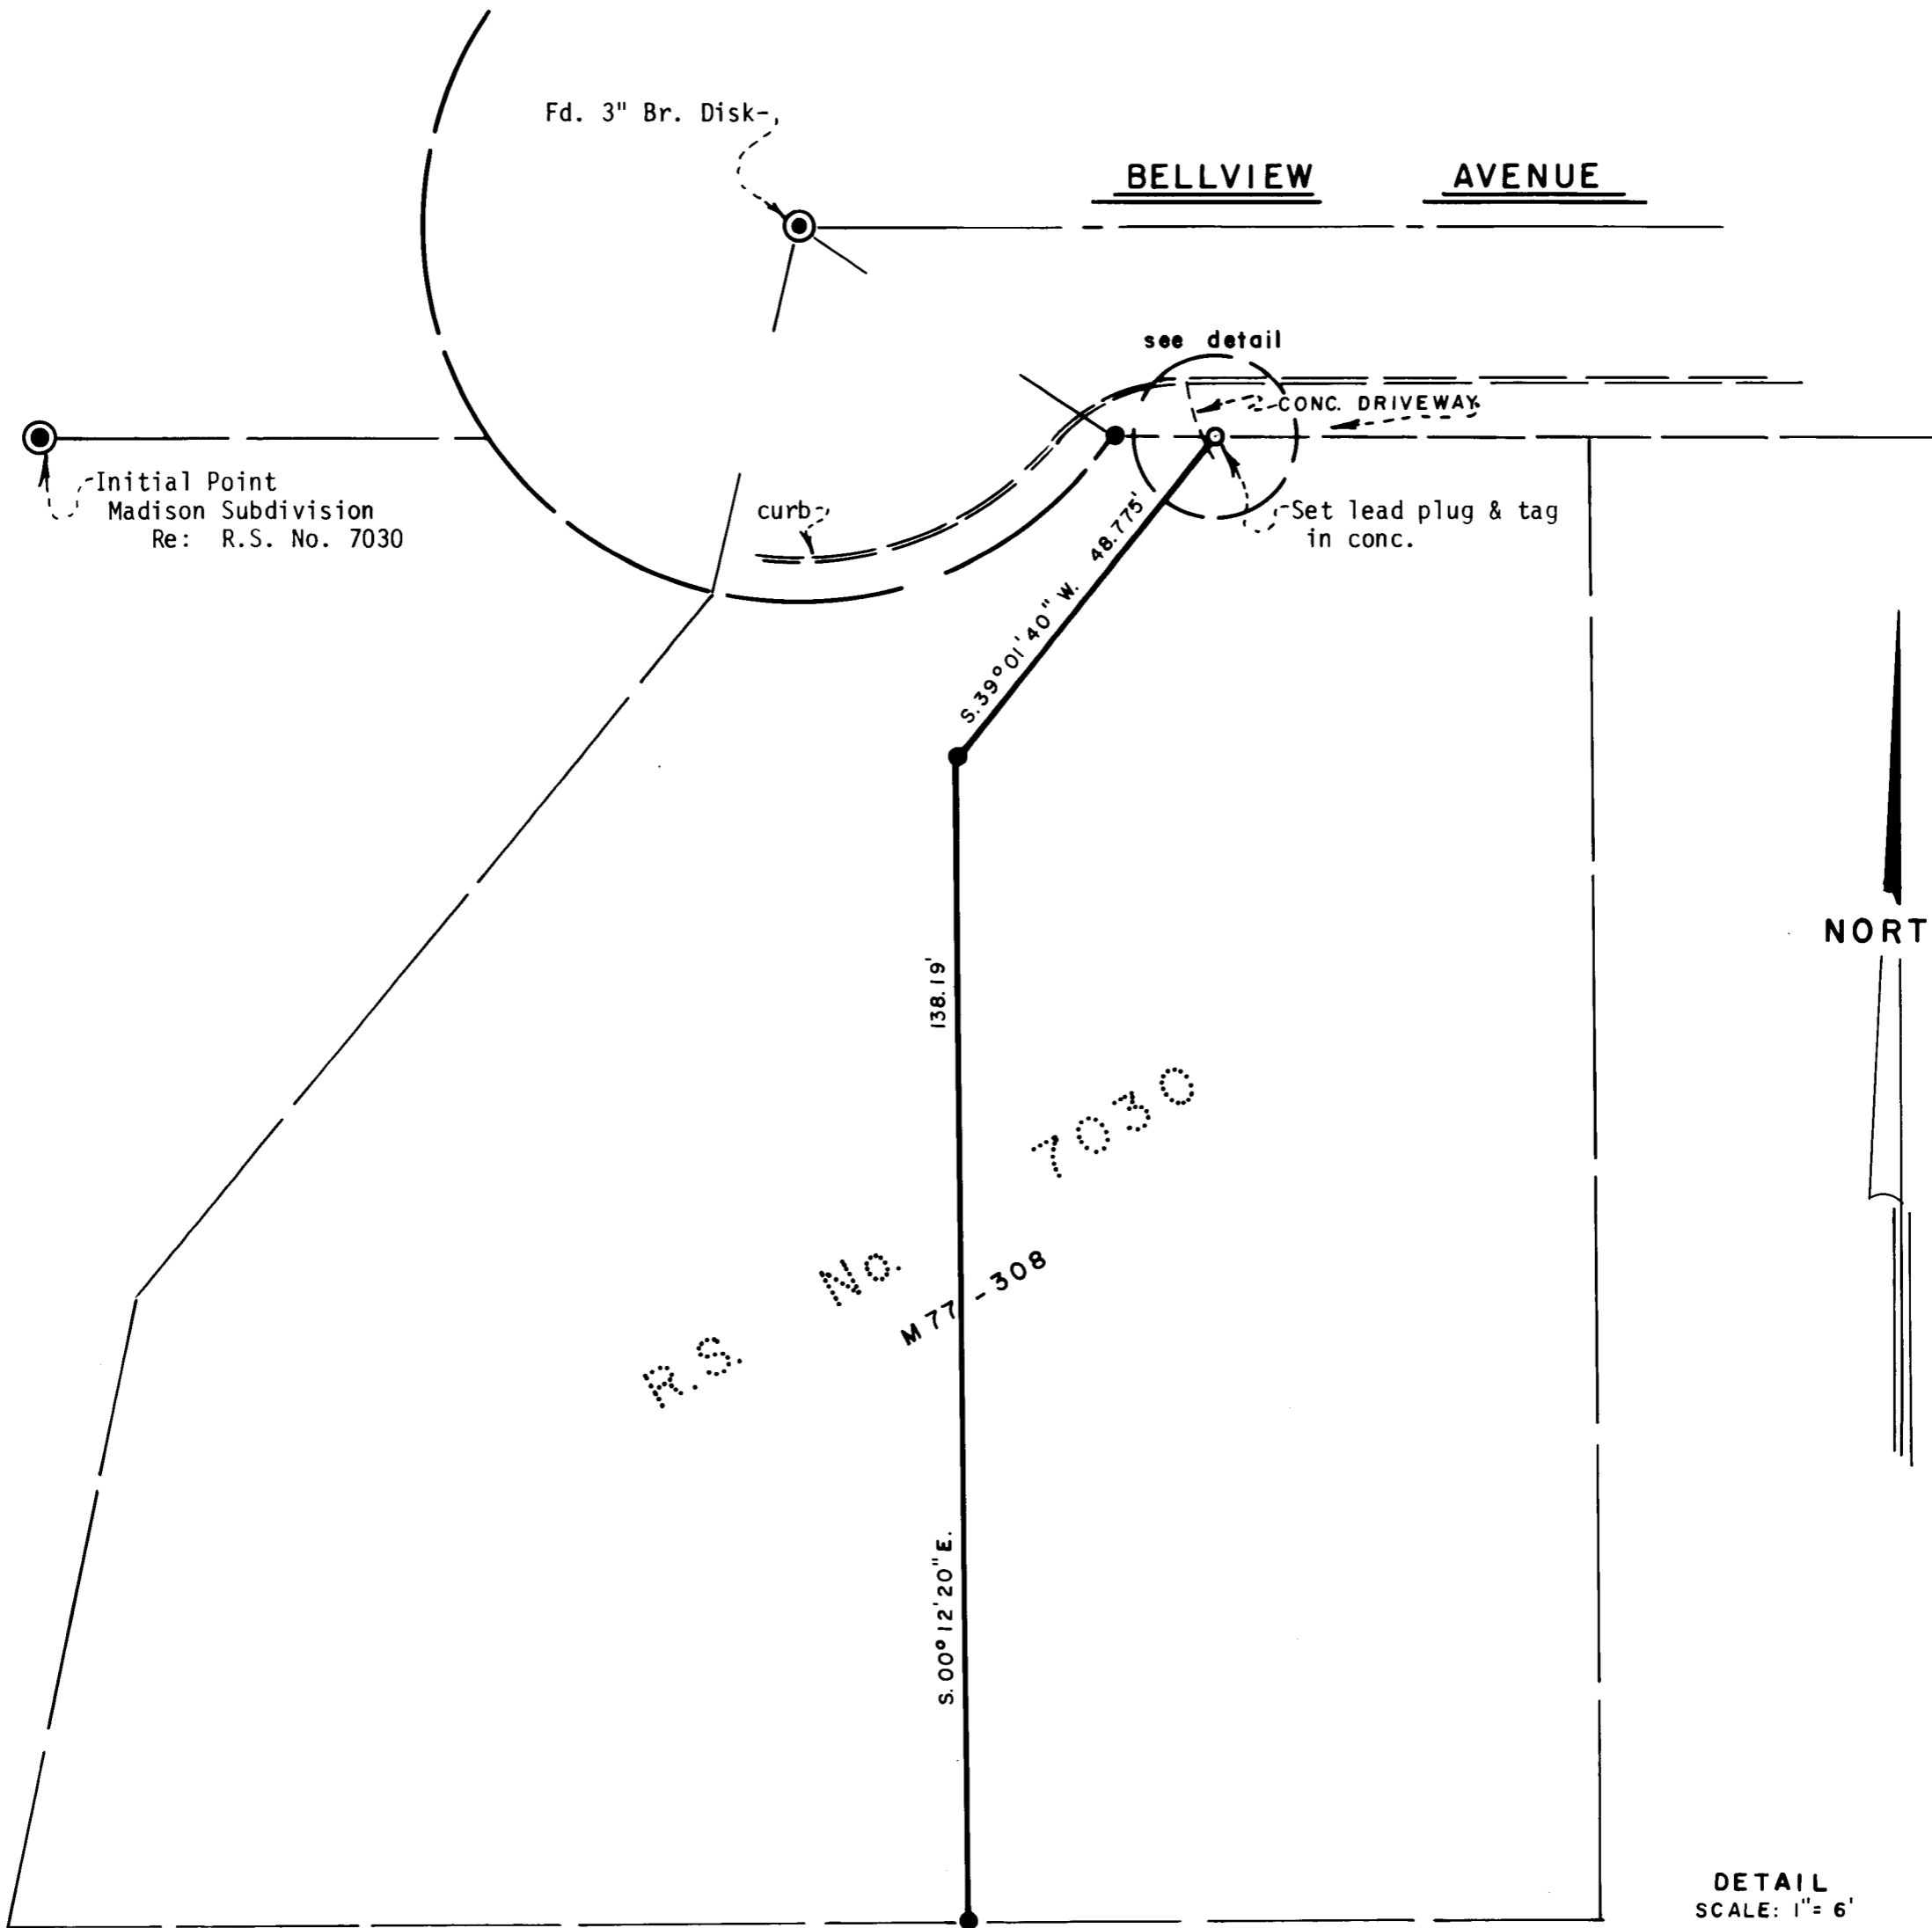 Fd. 3" Br. Disk
BELLVIEW AVENUE
see detail
CONC. DRIVEWAY
Initial Point
Madison Subdivision
Re: R.S. No. 7030
curb
Set lead plug & tag
in conc.
S.39°01'40"W. 48.775'
NORT
138.19'
R.S. No. 7030
M77-308
S.00°12'20"E.
DETAIL
SCALE: 1"=6'